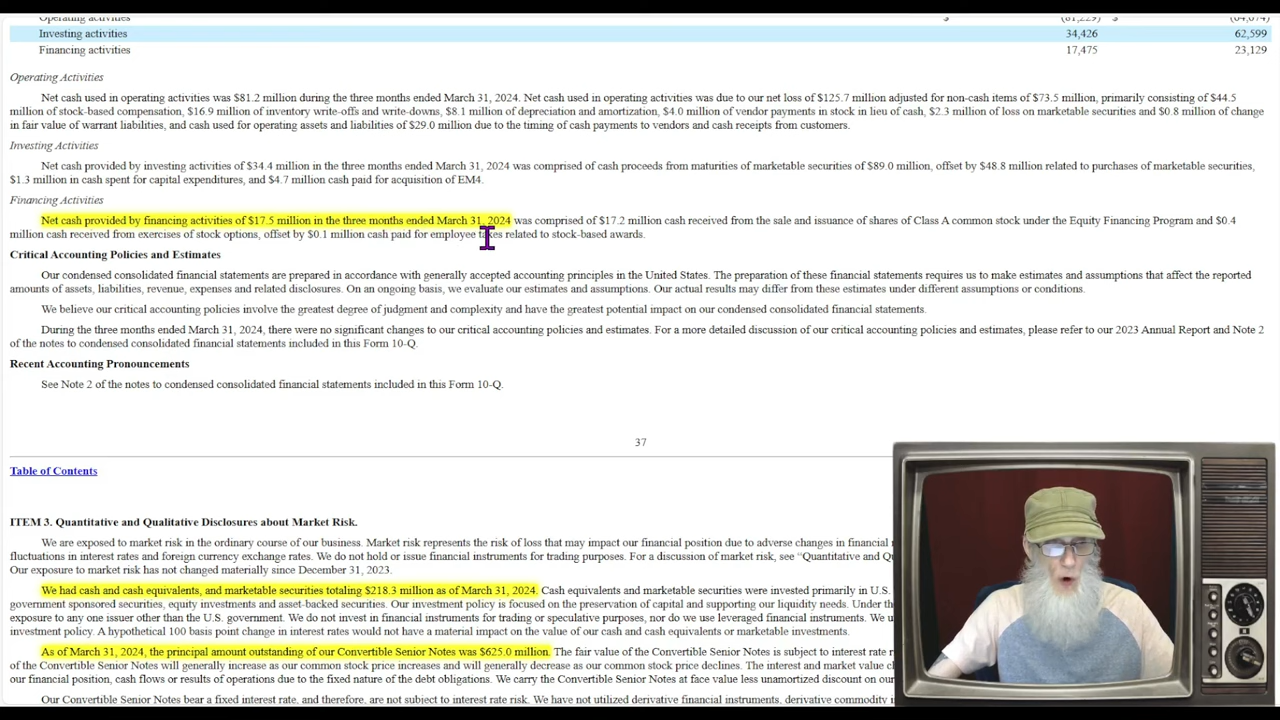 Operating activities $ (81,229) $ (64,674)
Investing activities 34,426 62,599
Financing activities 17,475 23,129
Operating Activities
Net cash used in operating activities was $81.2 million during the three months ended March 31, 2024. Net cash used in operating activities was due to our net loss of $125.7 million adjusted for non-cash items of $73.5 million, primarily consisting of $44.5
million of stock-based compensation, $16.9 million of inventory write-offs and write-downs, $8.1 million of depreciation and amortization, $4.0 million of vendor payments in stock in lieu of cash, $2.3 million of loss on marketable securities and $0.8 million of change
in fair value of warrant liabilities, and cash used for operating assets and liabilities of $29.0 million due to the timing of cash payments to vendors and cash receipts from customers.
Investing Activities
Net cash provided by investing activities of $34.4 million in the three months ended March 31, 2024 was comprised of cash proceeds from maturities of marketable securities of $89.0 million, offset by $48.8 million related to purchases of marketable securities,
$1.3 million in cash spent for capital expenditures, and $4.7 million cash paid for acquisition of EM4.
Financing Activities
Net cash provided by financing activities of $17.5 million in the three months ended March 31, 2024 was comprised of $17.2 million cash received from the sale and issuance of shares of Class A common stock under the Equity Financing Program and $0.4
million cash received from exercises of stock options, offset by $0.1 million cash paid for employee takes related to stock-based awards.
Critical Accounting Policies and Estimates
Our condensed consolidated financial statements are prepared in accordance with generally accepted accounting principles in the United States. The preparation of these financial statements requires us to make estimates and assumptions that affect the reported
amounts of assets, liabilities, revenue, expenses and related disclosures. On an ongoing basis, we evaluate our estimates and assumptions. Our actual results may differ from these estimates under different assumptions or conditions.
We believe our critical accounting policies involve the greatest degree of judgment and complexity and have the greatest potential impact on our condensed consolidated financial statements.
During the three months ended March 31, 2024, there were no significant changes to our critical accounting policies and estimates. For a more detailed discussion of our critical accounting policies and estimates, please refer to our 2023 Annual Report and Note 2
of the notes to condensed consolidated financial statements included in this Form 10-Q.
Recent Accounting Pronouncements
See Note 2 of the notes to condensed consolidated financial statements included in this Form 10-Q.
37
Table of Contents
ITEM 3. Quantitative and Qualitative Disclosures about Market Risk.
We are exposed to market risk in the ordinary course of our business. Market risk represents the risk of loss that may impact our financial position due to adverse changes in financial
fluctuations in interest rates and foreign currency exchange rates. We do not hold or issue financial instruments for trading purposes. For a discussion of market risk, see “Quantitative and Q
Our exposure to market risk has not changed materially since December 31, 2023.
We had cash and cash equivalents, and marketable securities totaling $218.3 million as of March 31, 2024. Cash equivalents and marketable securities were invested primarily in U.S.
government sponsored securities, equity investments and asset-backed securities. Our investment policy is focused on the preservation of capital and supporting our liquidity needs. Under the
exposure to any one issuer other than the U.S. government. We do not invest in financial instruments for trading or speculative purposes, nor do we use leveraged financial instruments. We u
investment policy. A hypothetical 100 basis point change in interest rates would not have a material impact on the value of our cash and cash equivalents or marketable investments.
As of March 31, 2024, the principal amount outstanding of our Convertible Senior Notes was $625.0 million. The fair value of the Convertible Senior Notes is subject to interest rate r
of the Convertible Senior Notes will generally increase as our common stock price increases and will generally decrease as our common stock price declines. The interest and market value c
our financial position, cash flows or results of operations due to the fixed nature of the debt obligations. We carry the Convertible Senior Notes at face value less unamortized discount on ou
Our Convertible Senior Notes bear a fixed interest rate, and therefore, are not subject to interest rate risk. We have not utilized derivative financial instruments, derivative commodity i